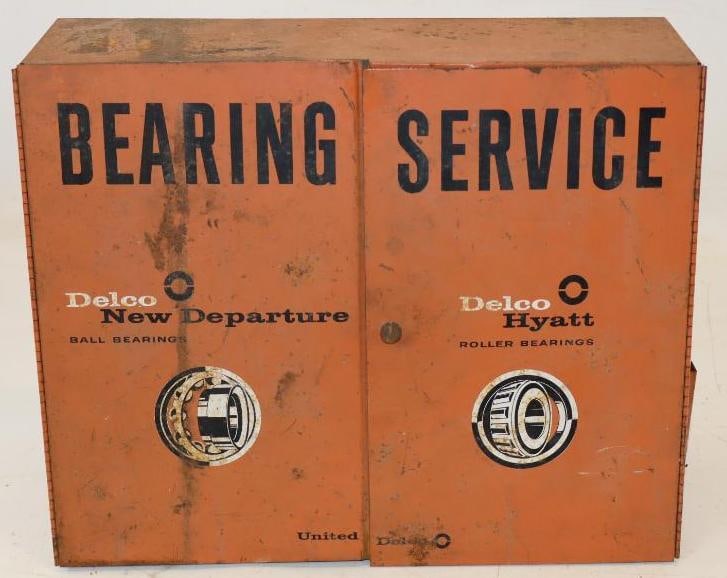 BEARING SERVICE
Delco
New Departure
BALL BEARINGS
Delco
Hyatt
ROLLER BEARINGS
United Delco